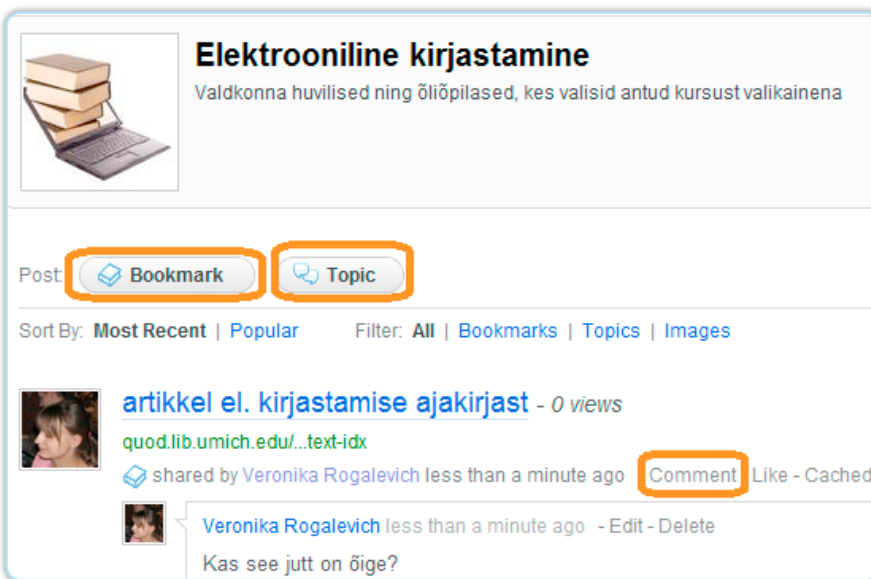 Elektrooniline kirjastamine
Valdkonna huvilised ning õliõpilased, kes valisid antud kursust valikainena
Post: Bookmark Topic
Sort By: Most Recent | Popular Filter: All | Bookmarks | Topics | Images
artikkel el. kirjastamise ajakirjast - 0 views
quod.lib.umich.edu/...text-idx
shared by Veronika Rogalevich less than a minute ago Comment Like - Cached
Veronika Rogalevich less than a minute ago - Edit - Delete
Kas see jutt on õige?